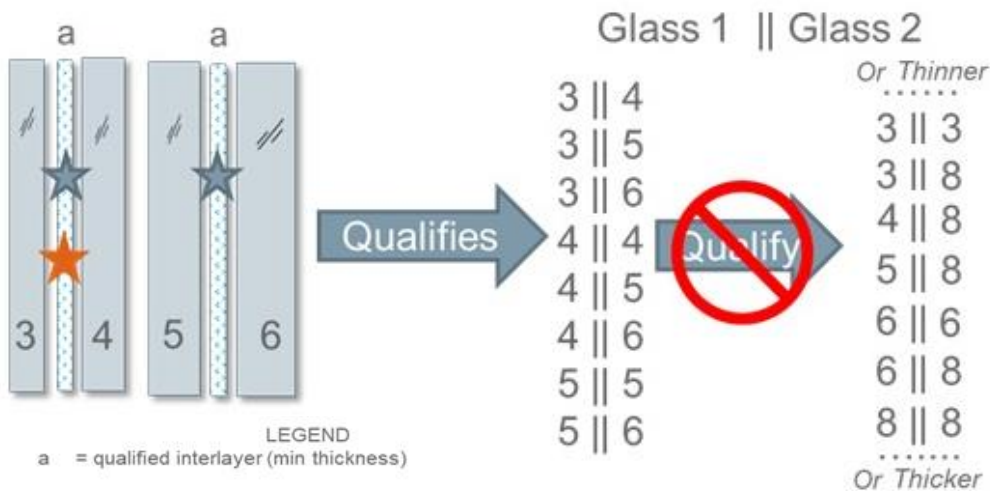 a a
3 4 5 6
LEGEND
a = qualified interlayer (min thickness)
Qualifies
Glass 1 || Glass 2
3 || 4
3 || 5
3 || 6
4 || 4
4 || 5
4 || 6
5 || 5
5 || 6
Qualify
Or Thinner
3 || 3
3 || 8
4 || 8
5 || 8
6 || 6
6 || 8
8 || 8
Or Thicker